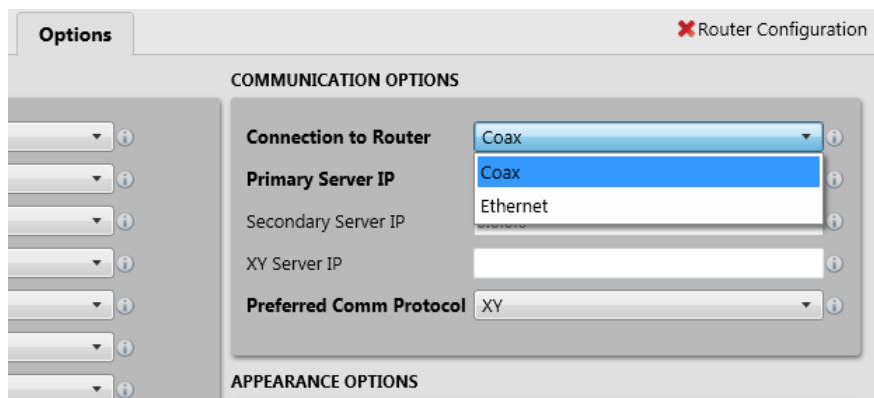 Options
Router Configuration
COMMUNICATION OPTIONS
Connection to Router Coax
Coax
Primary Server IP
Ethernet
Secondary Server IP
XY Server IP
Preferred Comm Protocol XY
APPEARANCE OPTIONS